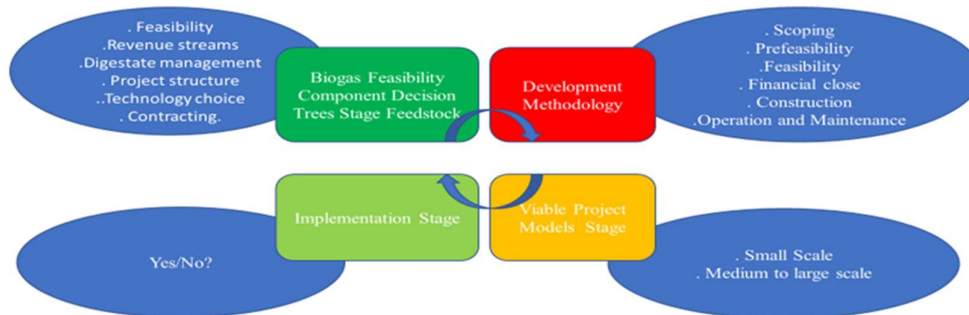 . Feasibility
.Revenue streams
.Digestate management
. Project structure
..Technology choice
. Contracting.
Biogas Feasibility
Component Decision
Trees Stage Feedstock
Development
Methodology
. Scoping
. Prefeasibility
.Feasibility
. Financial close
. Construction
.Operation and Maintenance
Yes/No?
Implementation Stage
Viable Project
Models Stage
. Small Scale
. Medium to large scale